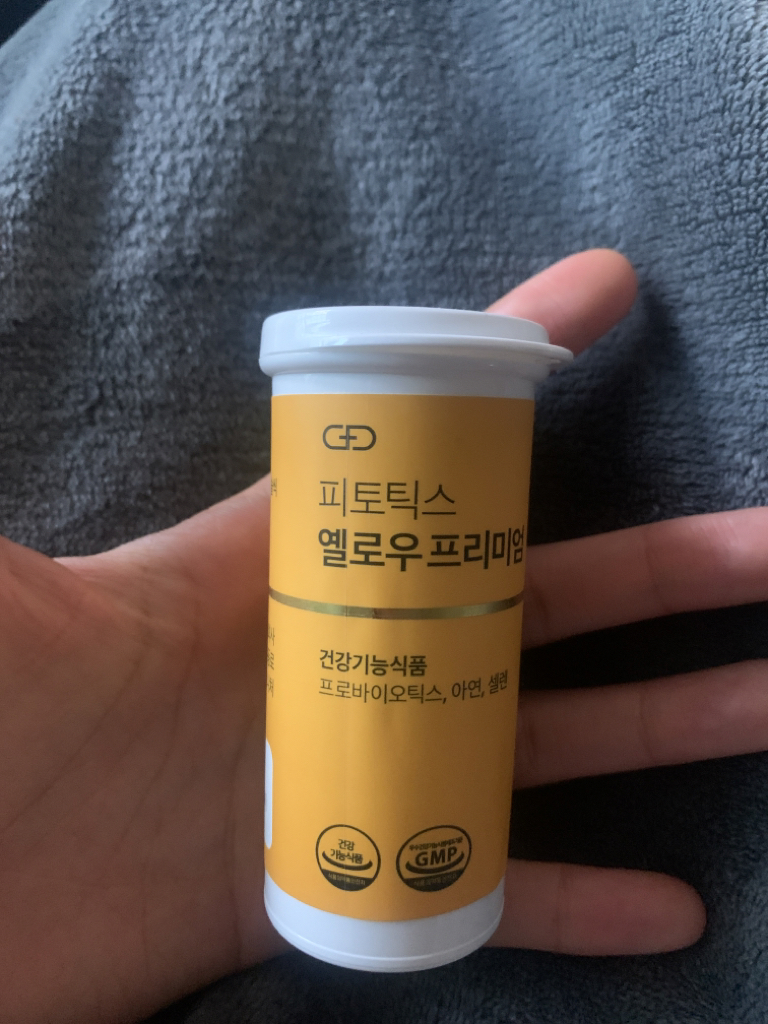 피토틱스
옐로우 프리미엄
건강기능식품
프로바이오틱스, 아연, 셀렌
건강
기능식품
GMP